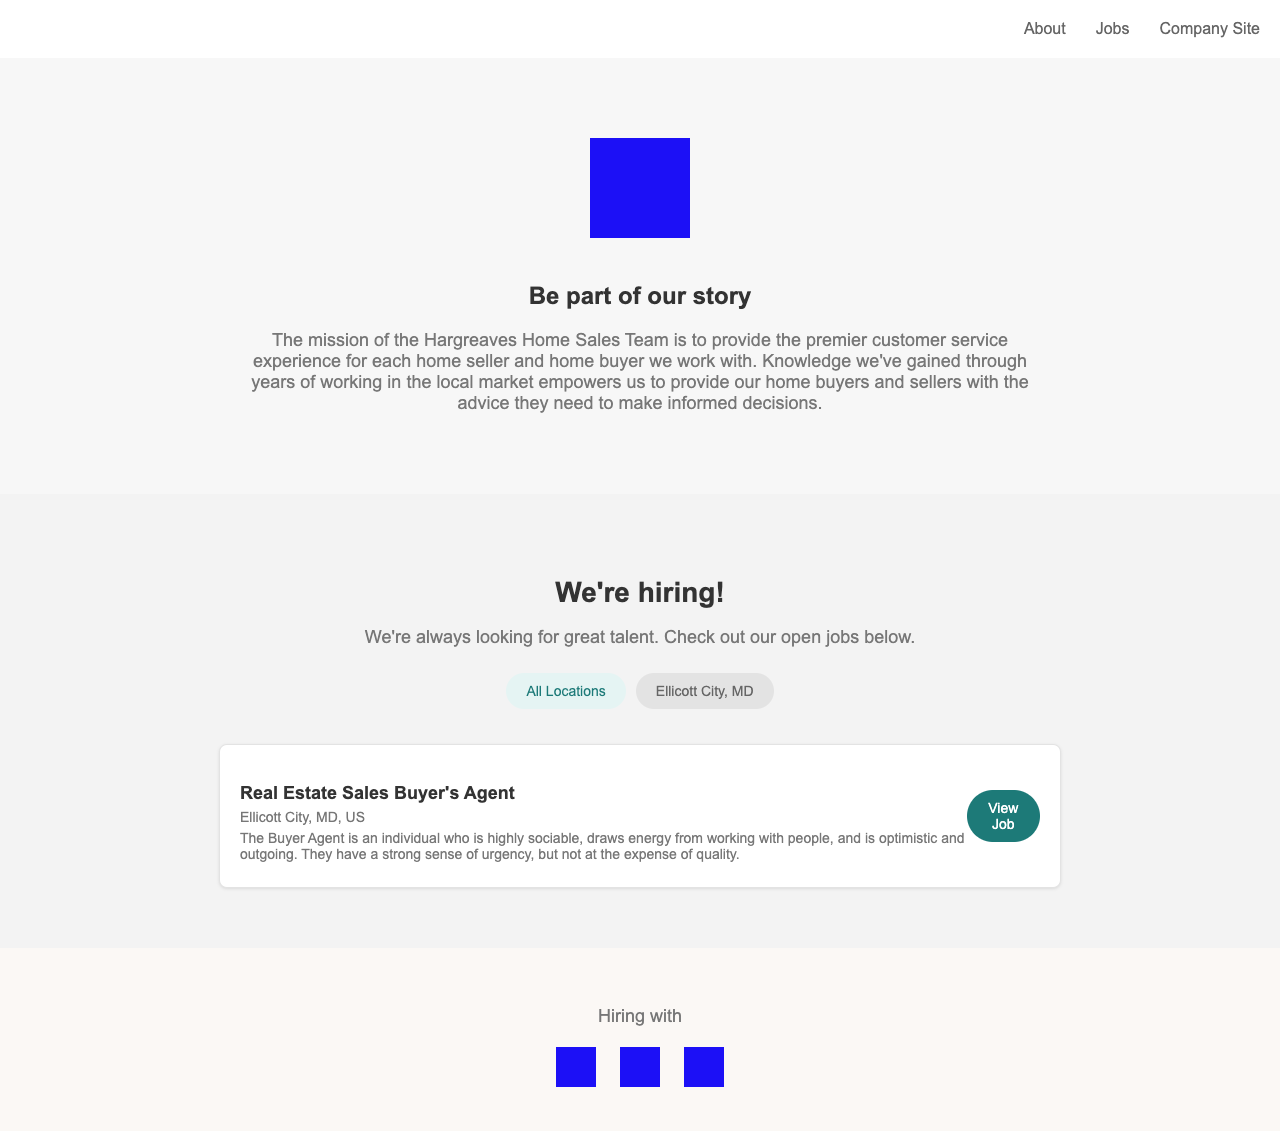 About Jobs Company Site
Be part of our story
The mission of the Hargreaves Home Sales Team is to provide the premier customer service
experience for each home seller and home buyer we work with. Knowledge we've gained through
years of working in the local market empowers us to provide our home buyers and sellers with the
advice they need to make informed decisions.
We're hiring!
We're always looking for great talent. Check out our open jobs below.
All Locations Ellicott City, MD
Real Estate Sales Buyer's Agent
Ellicott City, MD, US
The Buyer Agent is an individual who is highly sociable, draws energy from working with people, and is optimistic and
outgoing. They have a strong sense of urgency, but not at the expense of quality.
View
Job
Hiring with